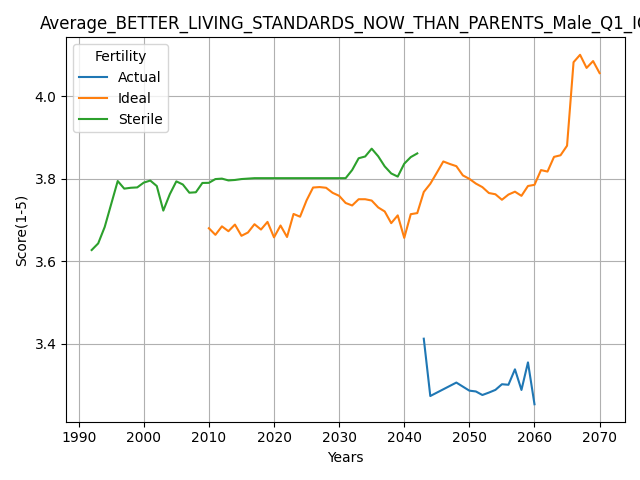 Average_BETTER_LIVING_STANDARDS_NOW_THAN_PARENTS_Male_Q1_I
Fertility
Actual
Ideal
Sterile
Score(1-5)
4.0
3.8
3.6
3.4
1990 2000 2010 2020 2030 2040 2050 2060 2070
Years